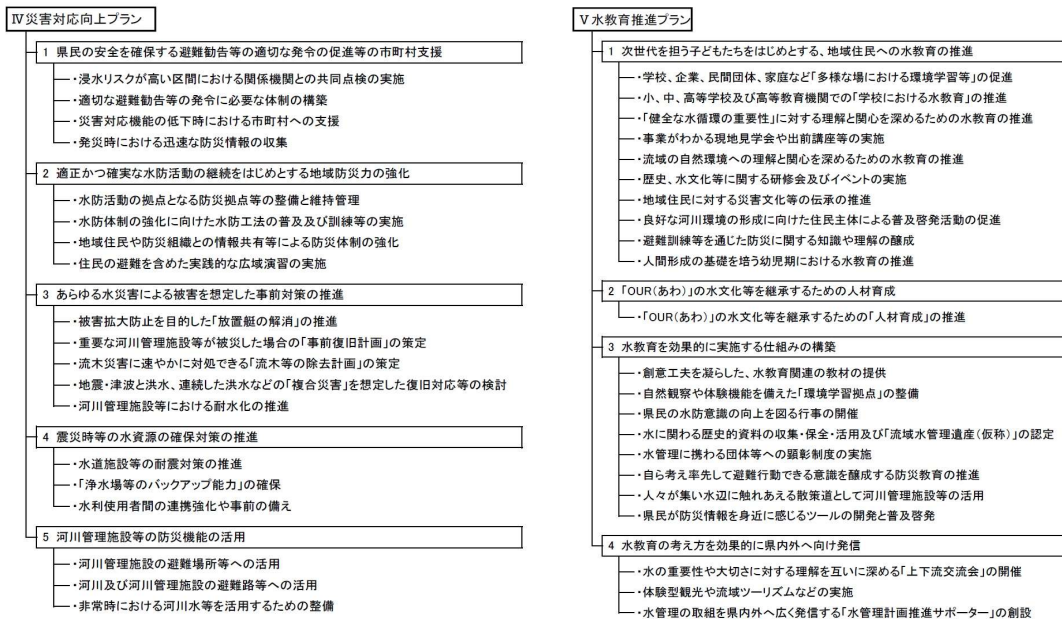 Ⅳ災害対応向上プラン
1 県民の安全を確保する避難勧告等の適切な発令の促進等の市町村支援
・浸水リスクが高い区間における関係機関との共同点検の実施
・適切な避難勧告等の発令に必要な体制の構築
・災害対応機能の低下時における市町村への支援
・発災時における迅速な防災情報の収集
2 適正かつ確実な水防活動の継続をはじめとする地域防災力の強化
・水防活動の拠点となる防災拠点等の整備と維持管理
・水防体制の強化に向けた水防工法の普及及び訓練等の実施
・地域住民や防災組織との情報共有等による防災体制の強化
・住民の避難を含めた実践的な広域演習の実施
3 あらゆる水災害による被害を想定した事前対策の推進
・被害拡大防止を目的した「放置艇の解消」の推進
・重要な河川管理施設等が被災した場合の「事前復旧計画」の策定
・流木災害に速やかに対処できる「流木等の除去計画」の策定
・地震・津波と洪水、連続した洪水などの「複合災害」を想定した復旧対応等の検討
・河川管理施設等における耐水化の推進
4 震災時等の水資源の確保対策の推進
・水道施設等の耐震対策の推進
・「浄水場等のバックアップ能力」の確保
・水利使用者間の連携強化や事前の備え
5 河川管理施設等の防災機能の活用
・河川管理施設の避難場所等への活用
・河川及び河川管理施設の避難路等への活用
・非常時における河川水等を活用するための整備
Ⅴ水教育推進プラン
1 次世代を担う子どもたちをはじめとする、地域住民への水教育の推進
・学校、企業、民間団体、家庭など「多様な場における環境学習等」の促進
・小、中、高等学校及び高等教育機関での「学校における水教育」の推進
・「健全な水循環の重要性」に対する理解と関心を深めるための水教育の推進
・事業がわかる現地見学会や出前講座等の実施
・流域の自然環境への理解と関心を深めるための水教育の推進
・歴史、水文化等に関する研修会及びイベントの実施
・地域住民に対する災害文化等の伝承の推進
・良好な河川環境の形成に向けた住民主体による普及啓発活動の促進
・避難訓練等を通じた防災に関する知識や理解の醸成
・人間形成の基礎を培う幼児期における水教育の推進
2 「OUR(あわ)」の水文化等を継承するための人材育成
・「OUR(あわ)」の水文化等を継承するための「人材育成」の推進
3 水教育を効果的に実施する仕組みの構築
・創意工夫を凝らした、水教育関連の教材の提供
・自然観察や体験機能を備えた「環境学習拠点」の整備
・県民の水防意識の向上を図る行事の開催
・水に関わる歴史的資料の収集・保全・活用及び「流域水管理遺産(仮称)」の認定
・水管理に携わる団体等への顕彰制度の実施
・自ら考え率先して避難行動できる意識を醸成する防災教育の推進
・人々が集い水辺に触れあえる散策道として河川管理施設等の活用
・県民が防災情報を身近に感じるツールの開発と普及啓発
4 水教育の考え方を効果的に県内外へ向け発信
・水の重要性や大切さに対する理解を互いに深める「上下流交流会」の開催
・体験型観光や流域ツーリズムなどの実施
・水管理の取組を県内外へ広く発信する「水管理計画推進サポーター」の創設